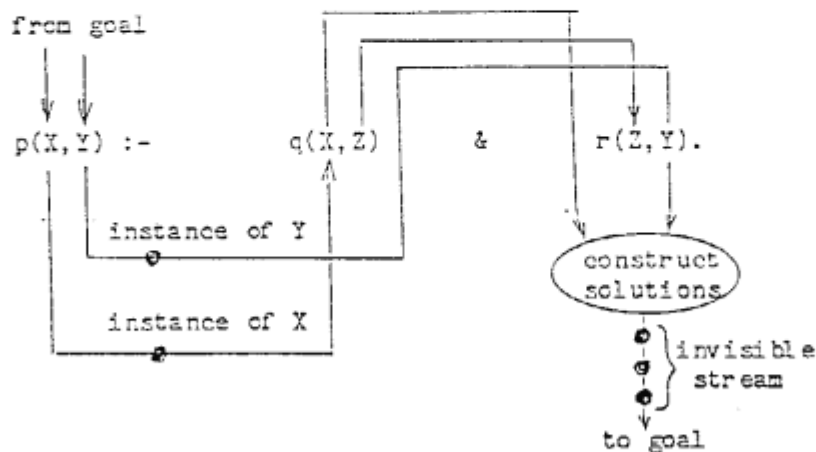 from goal
p(X,Y) :- q(X,Z) & r(Z,Y).
instance of Y
construct
solutions
instance of X
invisible
stream
to goal